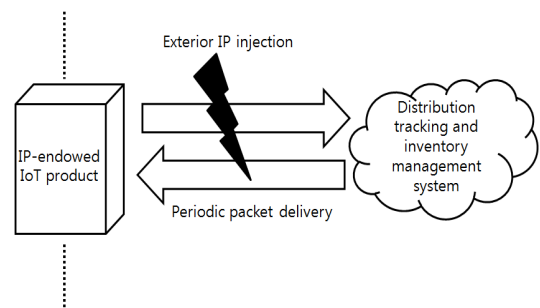 Exterior IP injection
IP-endowed
IoT product
Distribution
tracking and
inventory
management
system
Periodic packet delivery